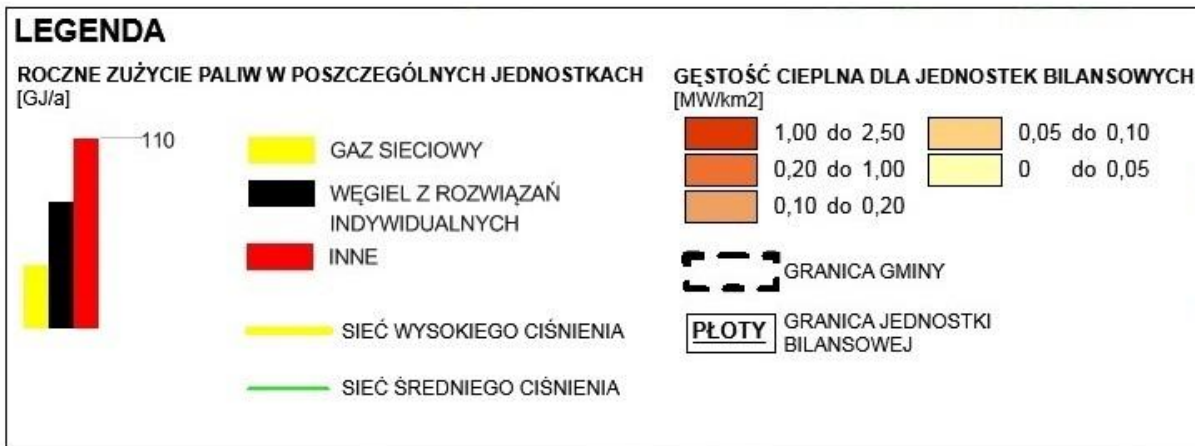 LEGENDA
ROCZNE ZUŻYCIE PALIW W POSZCZEGÓLNYCH JEDNOSTKACH
[GJ/a]
110
GAZ SIECIOWY
WĘGIEL Z ROZWIĄZAŃ
INDYWIDUALNYCH
INNE
SIEĆ WYSOKIEGO CIŚNIENIA
SIEĆ ŚREDNIEGO CIŚNIENIA
GĘSTOŚĆ CIEPLNA DLA JEDNOSTEK BILANSOWYCH
[MW/km2]
1,00 do 2,50
0,20 do 1,00
0,10 do 0,20
0,05 do 0,10
0 do 0,05
GRANICA GMINY
PŁOTY
GRANICA JEDNOSTKI
BILANSOWEJ